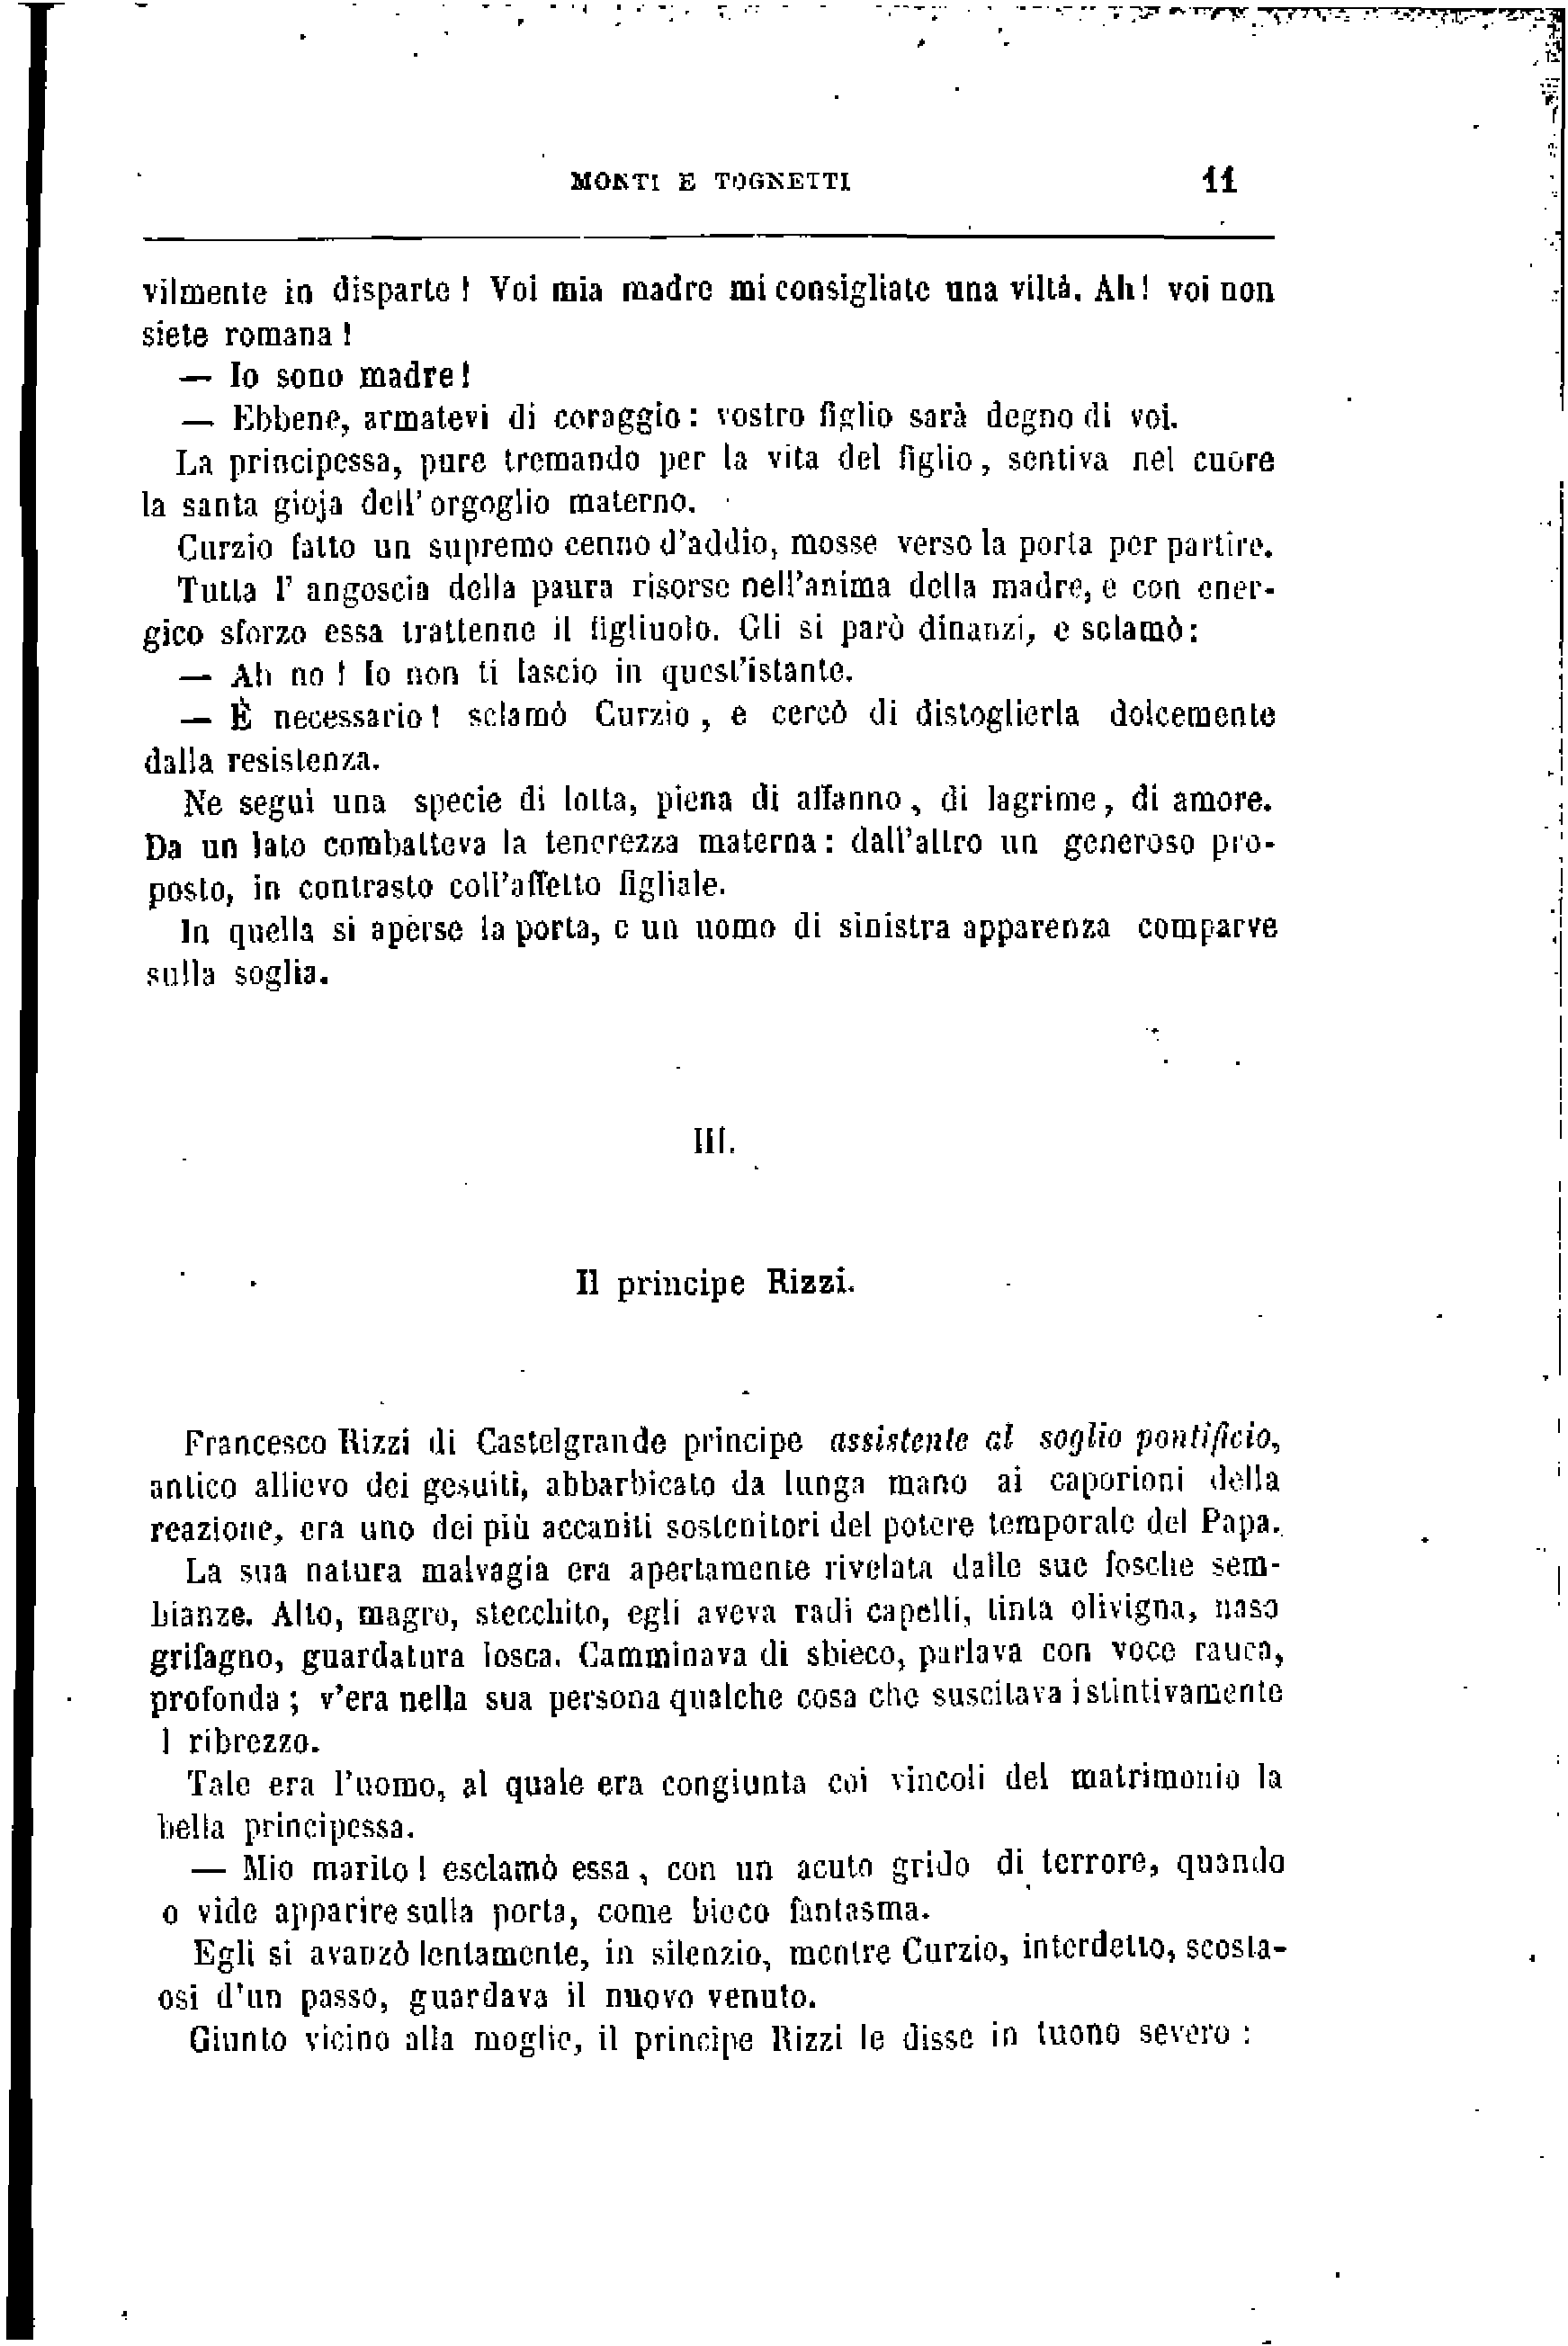 MONTI E TOGNETTI 11
vilmente in disparte! Voi mia madre mi consigliate una viltà. Ah! voi non
siete romana!
— Io sono madre!
— Ebbene, armatevi di coraggio: vostro figlio sarà degno di voi.
La principessa, pure tremando per la vita del figlio, sentiva nel cuore
la santa gioja dell'orgoglio materno.
Curzio fatto un supremo cenno d'addio, mosse verso la porta per partire.
Tutta l'angoscia della paura risorse nell'anima della madre, e con ener-
gico sforzo essa trattenne il figliuolo. Gli si parò dinanzi, e sclamò:
— Ah no! Io non ti lascio in quest'istante.
— È necessario! sclamò Curzio, e cercò di distoglierla dolcemente
dalla resistenza.
Ne seguì una specie di lotta, piena di affanno, di lagrime, di amore.
Da un lato combatteva la tenerezza materna: dall'altro un generoso pro-
posto, in contrasto coll'affetto figliale.
In quella si aperse la porta, e un uomo di sinistra apparenza comparve
sulla soglia.
III.
Il principe Rizzi.
Francesco Rizzi di Castelgrande principe assistente al soglio pontificio,
antico allievo dei gesuiti, abbarbicato da lunga mano ai caporioni della
reazione, era uno dei più accaniti sostenitori del potere temporale del Papa.
La sua natura malvagia era apertamente rivelata dalle sue fosche sem-
bianze. Alto, magro, stecchito, egli aveva radi capelli, tinta olivigna, naso
grifagno, guardatura losca. Camminava di sbieco, parlava con voce rauca,
profonda; v'era nella sua persona qualche cosa che suscitava istintivamente
l ribrezzo.
Tale era l'uomo, al quale era congiunta coi vincoli del matrimonio la
bella principessa.
— Mio marito! esclamò essa, con un acuto grido di terrore, quando
o vide apparire sulla porta, come bieco fantasma.
Egli si avanzò lentamente, in silenzio, mentre Curzio, interdetto, scosta-
osi d'un passo, guardava il nuovo venuto.
Giunto vicino alla moglie, il principe Rizzi le disse in tuono severo: